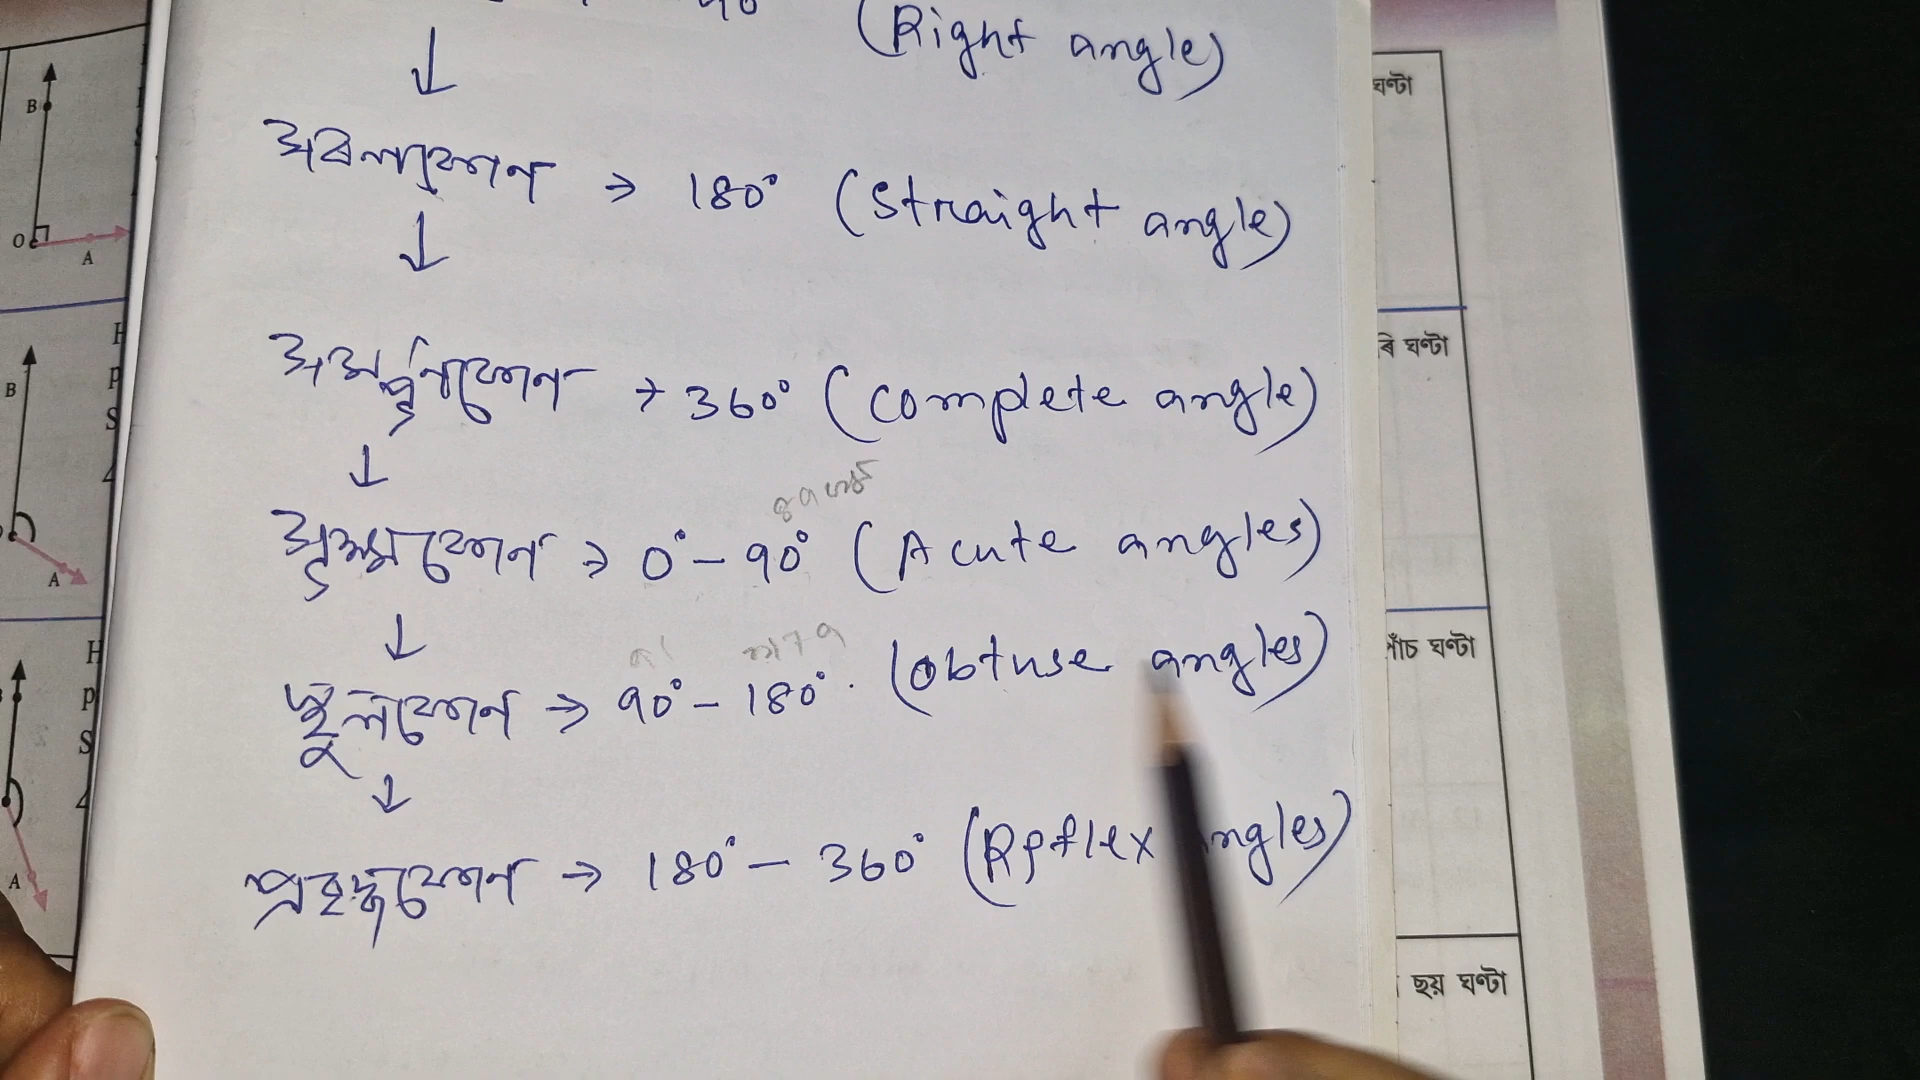 90° (Right angle)
↓
সৰলকোণ → 180° (Straight angle)
↓
সম্পূৰ্ণকোণ → 360° (complete angle)
↓
সূক্ষ্মকোণ → 0° – 90° (Acute angles)
↓
স্থূলকোণ → 90° – 180°. (obtuse angles)
↓
প্ৰবৃদ্ধকোণ → 180° – 360° (Reflex angles)
B
O
A
B
A
A
H
S
H
S
ঘণ্টা
ৰি ঘণ্টা
পাঁচ ঘণ্টা
ছয় ঘণ্টা